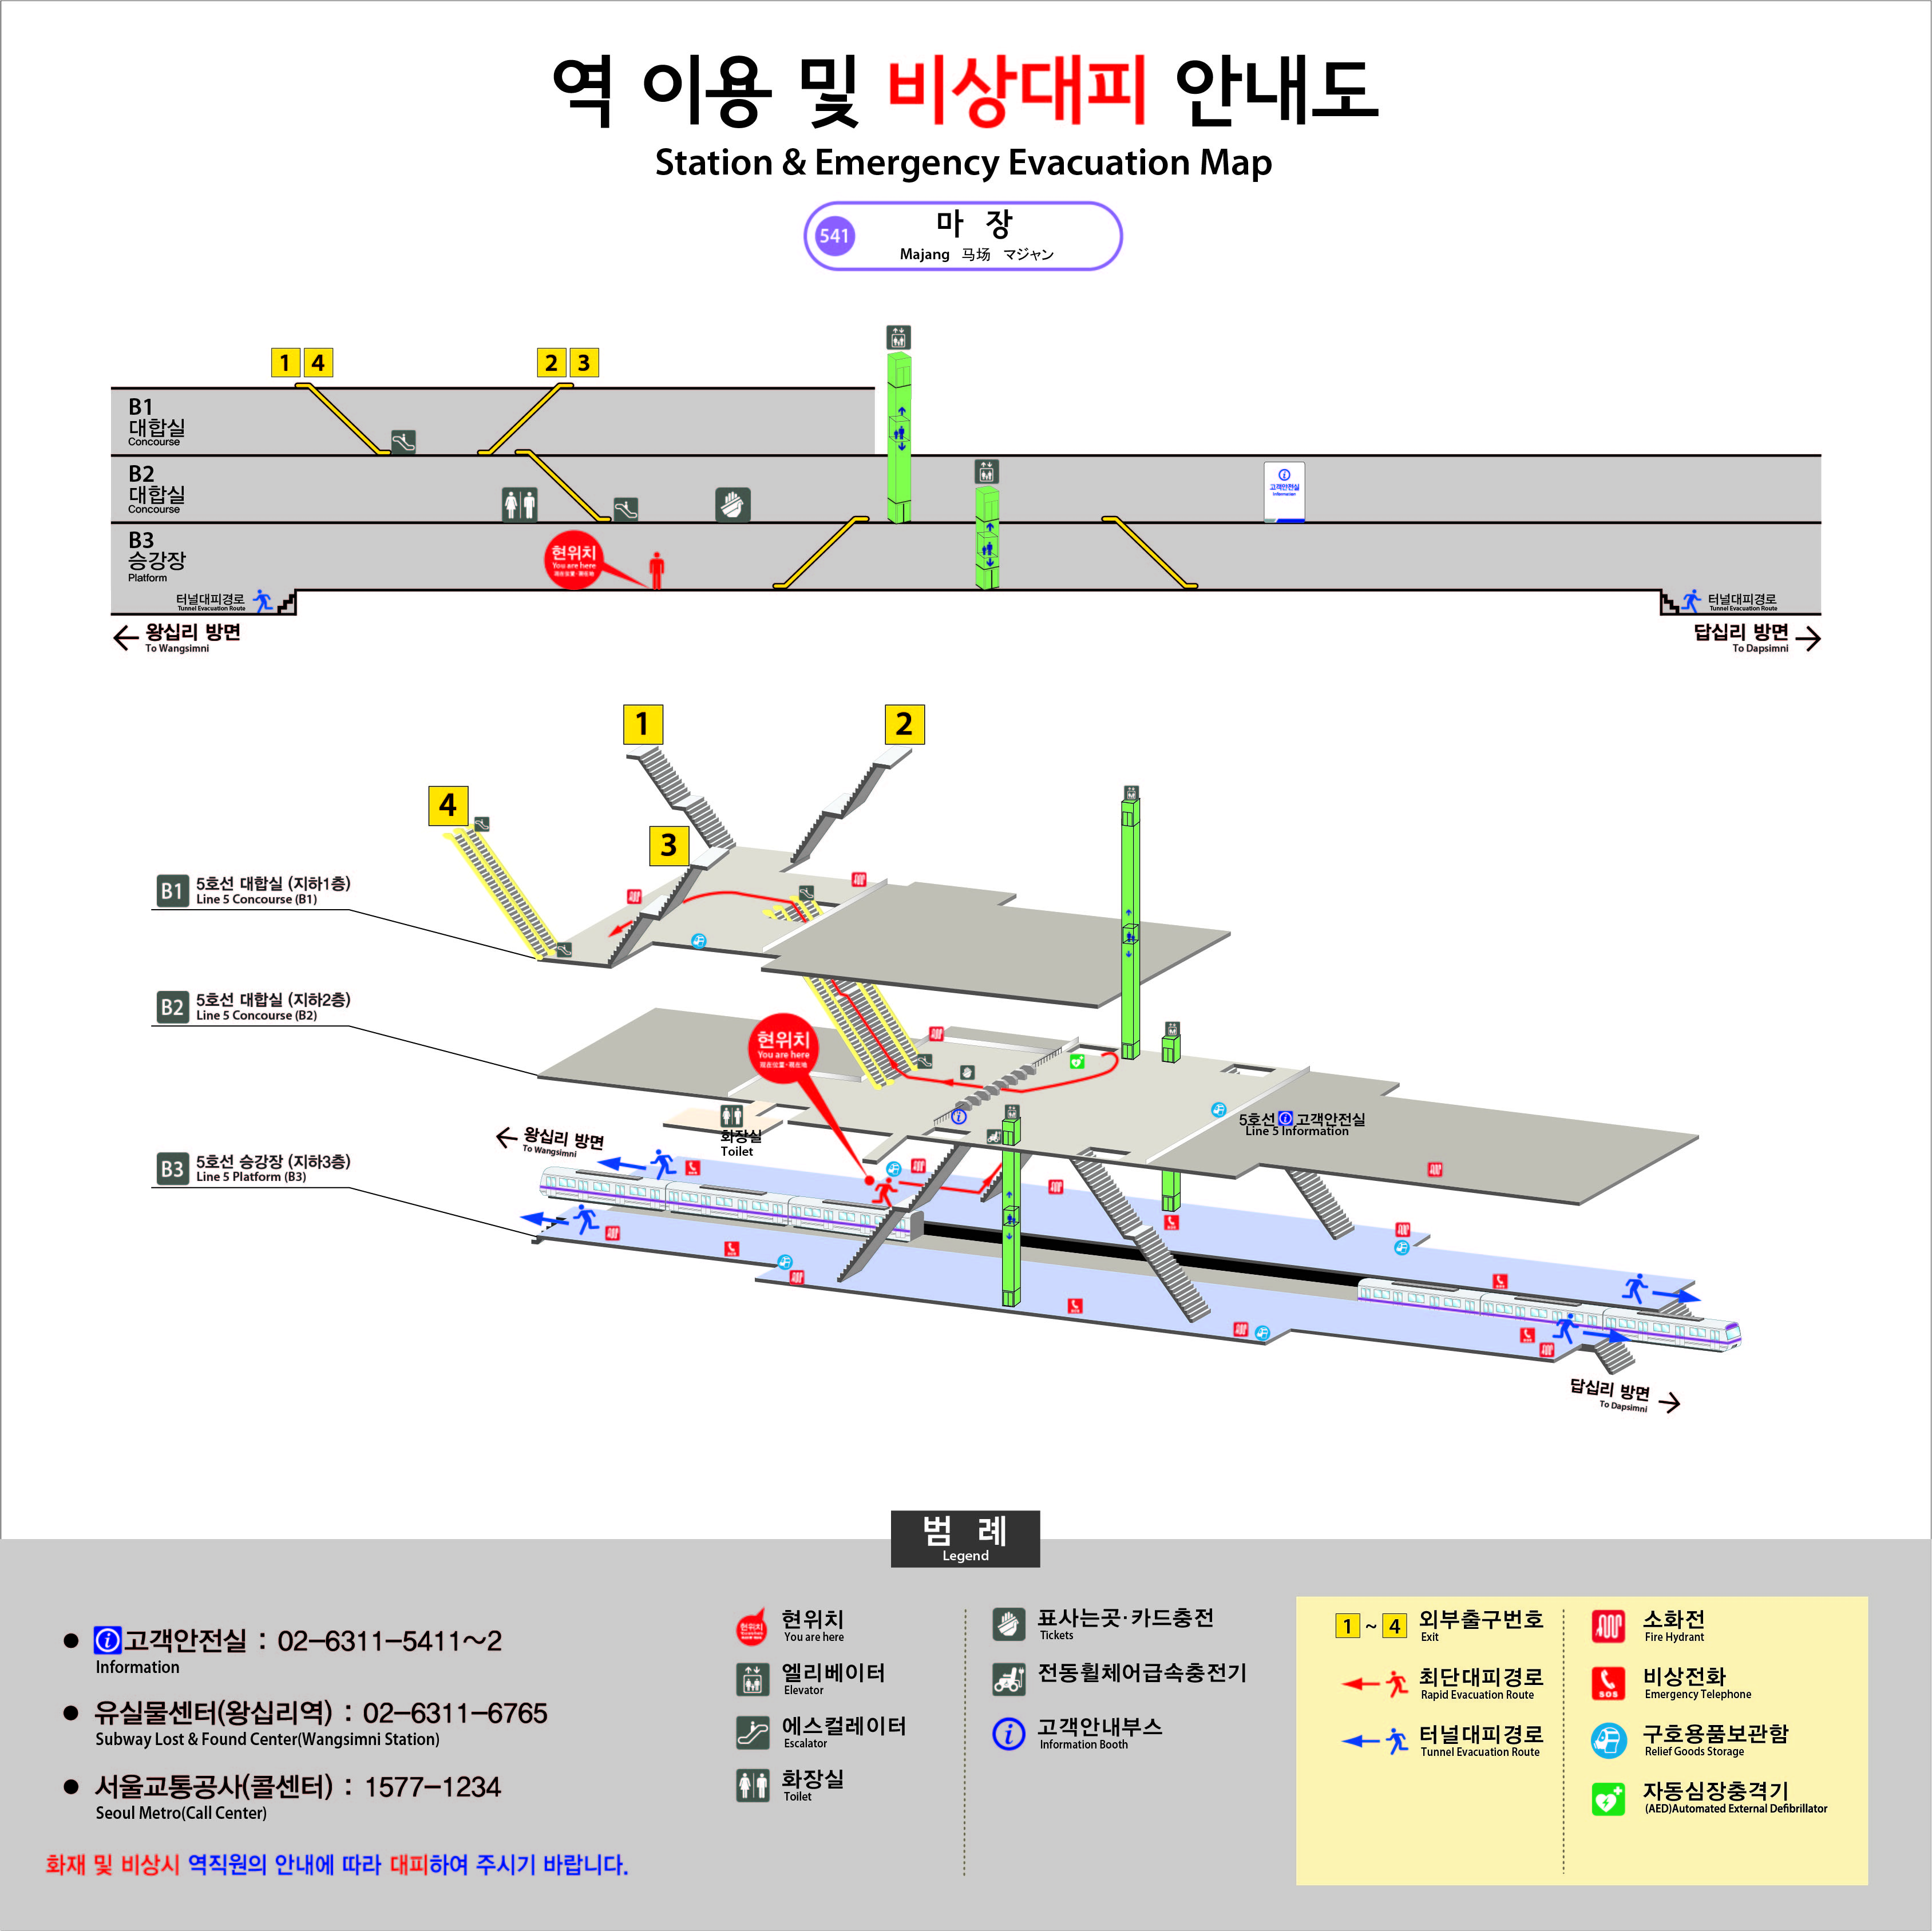 역 이용 및 비상대피 안내도
Station & Emergency Evacuation Map
541
마 장
Majang 马场 マジャン
1 4
2 3
B1
대합실
Concourse
B2
대합실
Concourse
고객안전실
Information
B3
승강장
Platform
현위치
You are here
现在位置·現在地
터널대피경로
Tunnel Evacuation Route
터널대피경로
Tunnel Evacuation Route
왕십리 방면
To Wangsimni
답십리 방면
To Dapsimni
1
2
4
3
B1 5호선 대합실 (지하1층)
Line 5 Concourse (B1)
B2 5호선 대합실 (지하2층)
Line 5 Concourse (B2)
현위치
You are here
现在位置·現在地
5호선 고객안전실
Line 5 Information
화장실
Toilet
왕십리 방면
To Wangsimni
B3 5호선 승강장 (지하3층)
Line 5 Platform (B3)
답십리 방면
To Dapsimni
범 례
Legend
● 고객안전실 : 02-6311-5411~2
Information
● 유실물센터(왕십리역) : 02-6311-6765
Subway Lost & Found Center(Wangsimni Station)
● 서울교통공사(콜센터) : 1577-1234
Seoul Metro(Call Center)
화재 및 비상시 역직원의 안내에 따라 대피하여 주시기 바랍니다.
현위치
You are here
엘리베이터
Elevator
에스컬레이터
Escalator
화장실
Toilet
표사는곳·카드충전
Tickets
전동휠체어급속충전기
고객안내부스
Information Booth
1 ~ 4 외부출구번호
Exit
최단대피경로
Rapid Evacuation Route
터널대피경로
Tunnel Evacuation Route
소화전
Fire Hydrant
SOS
비상전화
Emergency Telephone
구호용품보관함
Relief Goods Storage
자동심장충격기
(AED)Automated External Defibrillator